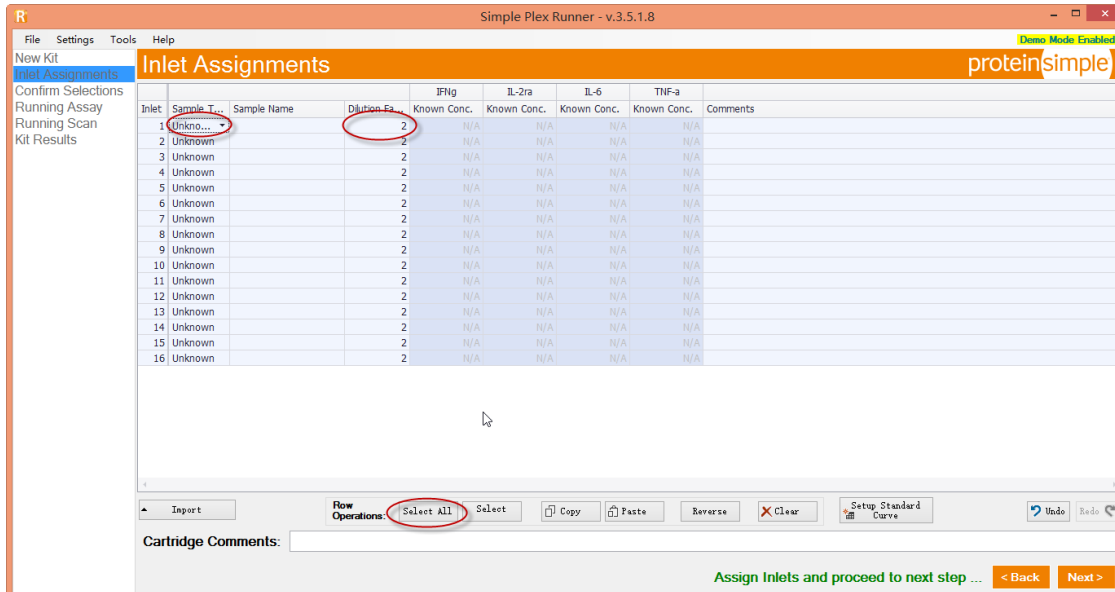 Simple Plex Runner - v.3.5.1.8
File Settings Tools Help
Demo Mode Enabled
New Kit
Inlet Assignments
Confirm Selections
Running Assay
Running Scan
Kit Results
Inlet Assignments
protein simple
IFNg IL-2ra IL-6 TNF-a
Inlet Sample T... Sample Name Dilution Fa... Known Conc. Known Conc. Known Conc. Known Conc. Comments
1 Unkno... 2 N/A N/A N/A N/A
2 Unknown 2 N/A N/A N/A N/A
3 Unknown 2 N/A N/A N/A N/A
4 Unknown 2 N/A N/A N/A N/A
5 Unknown 2 N/A N/A N/A N/A
6 Unknown 2 N/A N/A N/A N/A
7 Unknown 2 N/A N/A N/A N/A
8 Unknown 2 N/A N/A N/A N/A
9 Unknown 2 N/A N/A N/A N/A
10 Unknown 2 N/A N/A N/A N/A
11 Unknown 2 N/A N/A N/A N/A
12 Unknown 2 N/A N/A N/A N/A
13 Unknown 2 N/A N/A N/A N/A
14 Unknown 2 N/A N/A N/A N/A
15 Unknown 2 N/A N/A N/A N/A
16 Unknown 2 N/A N/A N/A N/A
Import
Row
Operations:
Select All Select Copy Paste Reverse Clear
Setup Standard
Curve
Undo Redo
Cartridge Comments:
Assign Inlets and proceed to next step ... < Back Next >